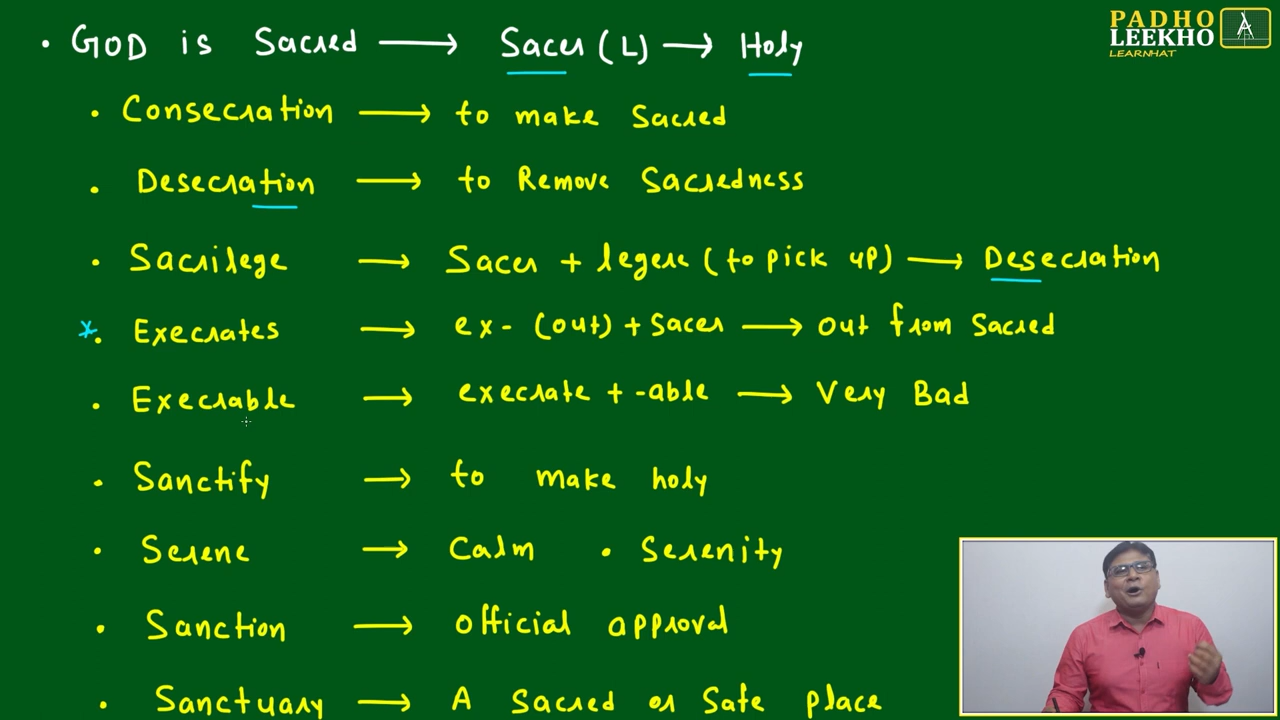 • GOD is Sacred ⟶ Sacer (L) ⟶ Holy
PADHO
LEEKHO
LEARNHAT
• Consecration ⟶ to make Sacred
• Desecration ⟶ to Remove Sacredness
• Sacrilege ⟶ Sacer + legere (to pick up) ⟶ Desecration
*• Execrates ⟶ ex- (out) + Sacer ⟶ out from Sacred
• Execrable ⟶ execrate + -able ⟶ Very Bad
• Sanctify ⟶ to make holy
• Serene ⟶ Calm • Serenity
• Sanction ⟶ official approval
• Sanctuary ⟶ A Sacred or Safe place